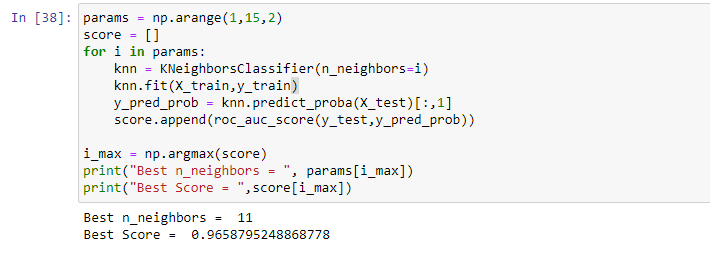 In [38]: params = np.arange(1,15,2)
score = []
for i in params:
    knn = KNeighborsClassifier(n_neighbors=i)
    knn.fit(X_train,y_train)
    y_pred_prob = knn.predict_proba(X_test)[:,1]
    score.append(roc_auc_score(y_test,y_pred_prob))

i_max = np.argmax(score)
print("Best n_neighbors = ", params[i_max])
print("Best Score = ",score[i_max])
Best n_neighbors =  11
Best Score =  0.9658795248868778